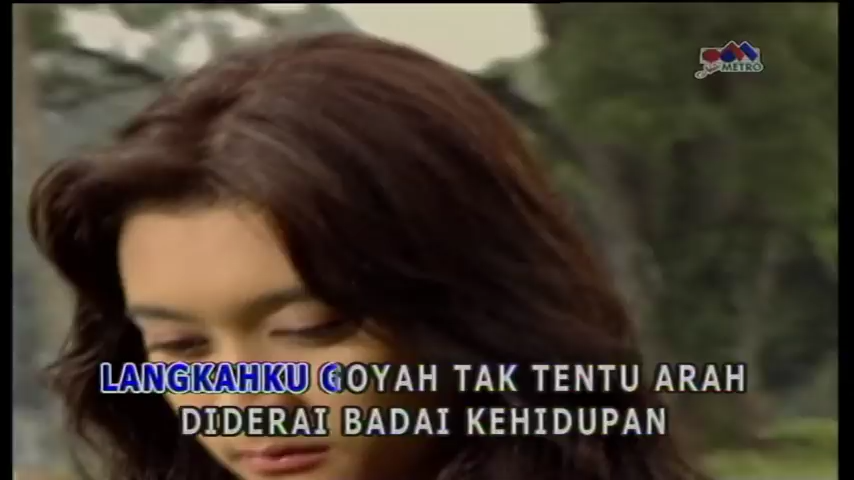 METRO
LANGKAHKU GOYAH TAK TENTU ARAH
DIDERAI BADAI KEHIDUPAN